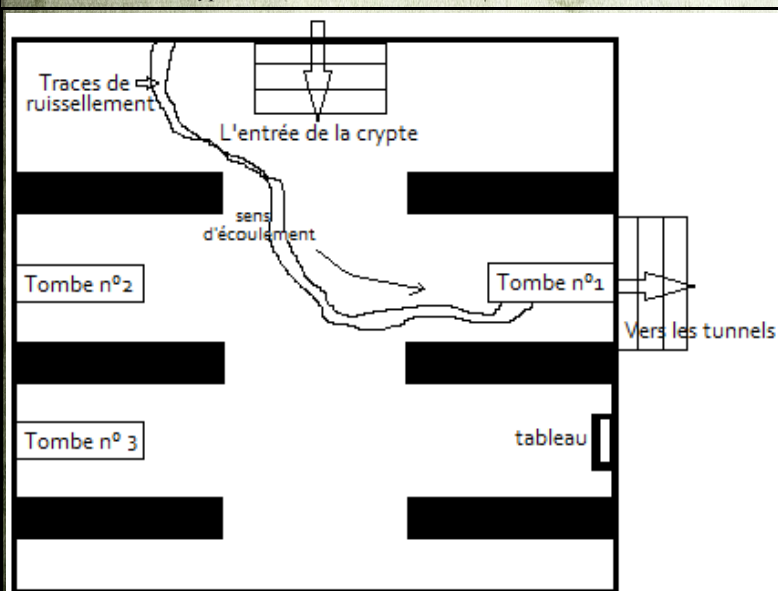 Traces de
ruissellement
L'entrée de la crypte
sens
d'écoulement
Tombe nº2
Tombe nº1
Vers les tunnels
Tombe nº 3
tableau